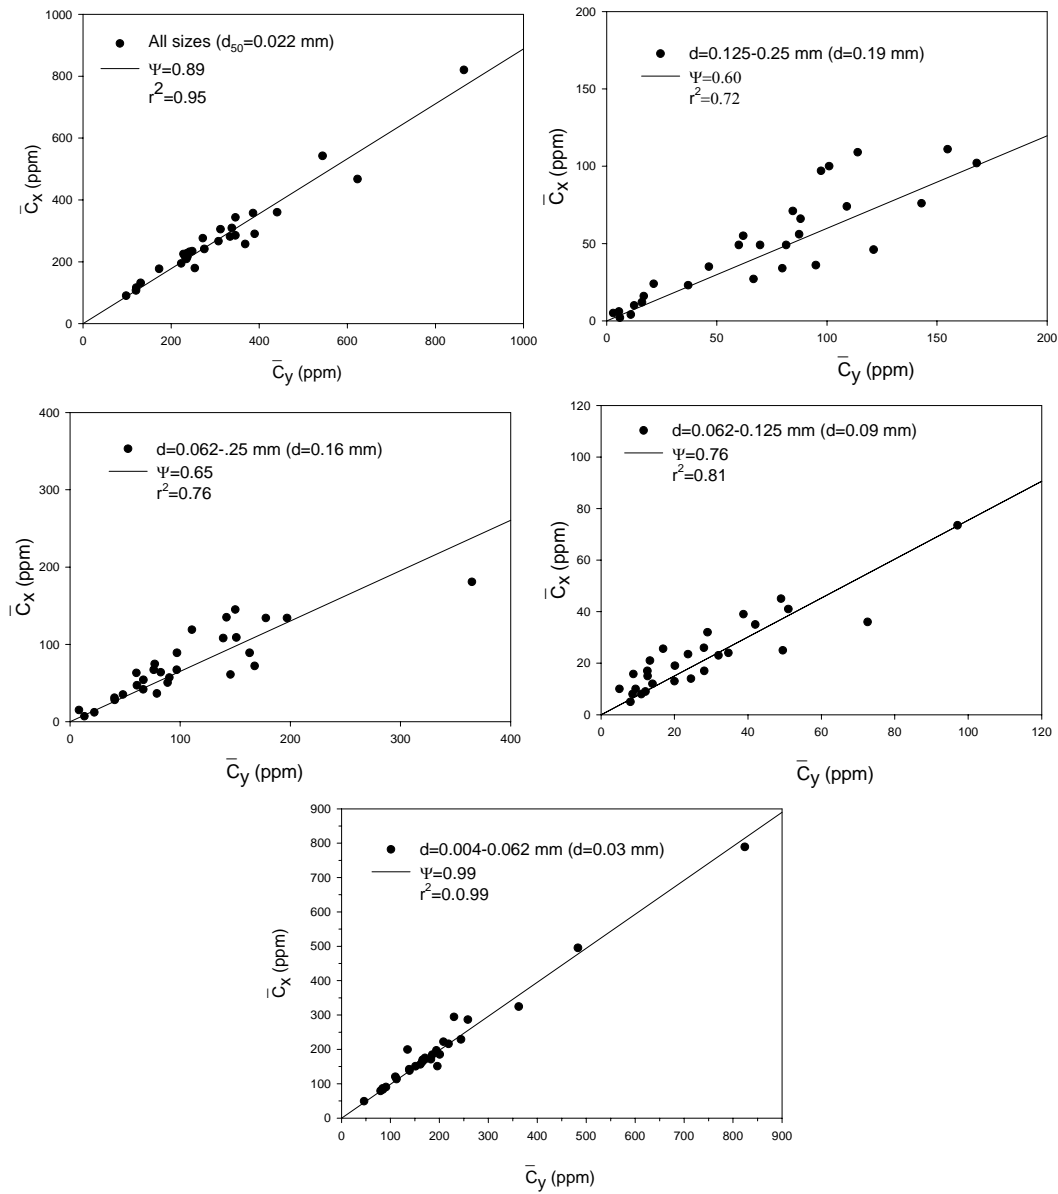 All sizes (d50=0.022 mm)
Ψ=0.89
r2=0.95
1000
800
600
400
200
0
C̅x (ppm)
0 200 400 600 800 1000
C̅y (ppm)
d=0.125-0.25 mm (d=0.19 mm)
Ψ=0.60
r2=0.72
200
150
100
50
0
C̅x (ppm)
0 50 100 150 200
C̅y (ppm)
d=0.062-.25 mm (d=0.16 mm)
Ψ=0.65
r2=0.76
400
300
200
100
0
C̅x (ppm)
0 100 200 300 400
C̅y (ppm)
d=0.062-0.125 mm (d=0.09 mm)
Ψ=0.76
r2=0.81
120
100
80
60
40
20
0
C̅x (ppm)
0 20 40 60 80 100 120
C̅y (ppm)
d=0.004-0.062 mm (d=0.03 mm)
Ψ=0.99
r2=0.0.99
900
800
700
600
500
400
300
200
100
0
C̅x (ppm)
0 100 200 300 400 500 600 700 800 900
C̅y (ppm)